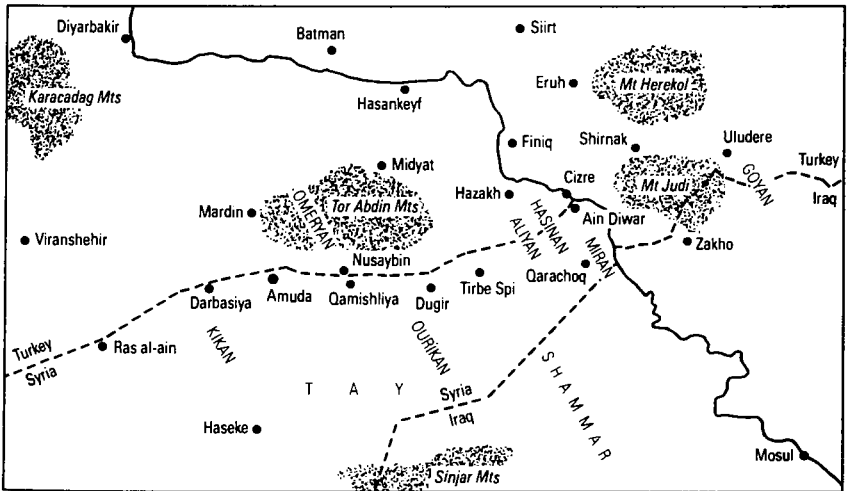 Diyarbakir
Batman
Siirt
Karacadag Mts
Hasankeyf
Eruh
Mt Herekol
Finiq
Shirnak
Uludere
Midyat
GOYAN
Turkey
Iraq
Mardin
OMERYAN
Tor Abdin Mts
Hazakh
Cizre
Mt Judi
Viranshehir
ALIYAN
HASINAN
Ain Diwar
MIRAN
Zakho
Nusaybin
Darbasiya
Amuda
Qamishliya
Dugir
Tirbe Spi
Qarachoq
KIKAN
OURIKAN
Turkey
Syria
Ras al-ain
TAY
Syria
Iraq
SHAMMAR
Haseke
Sinjar Mts
Mosul